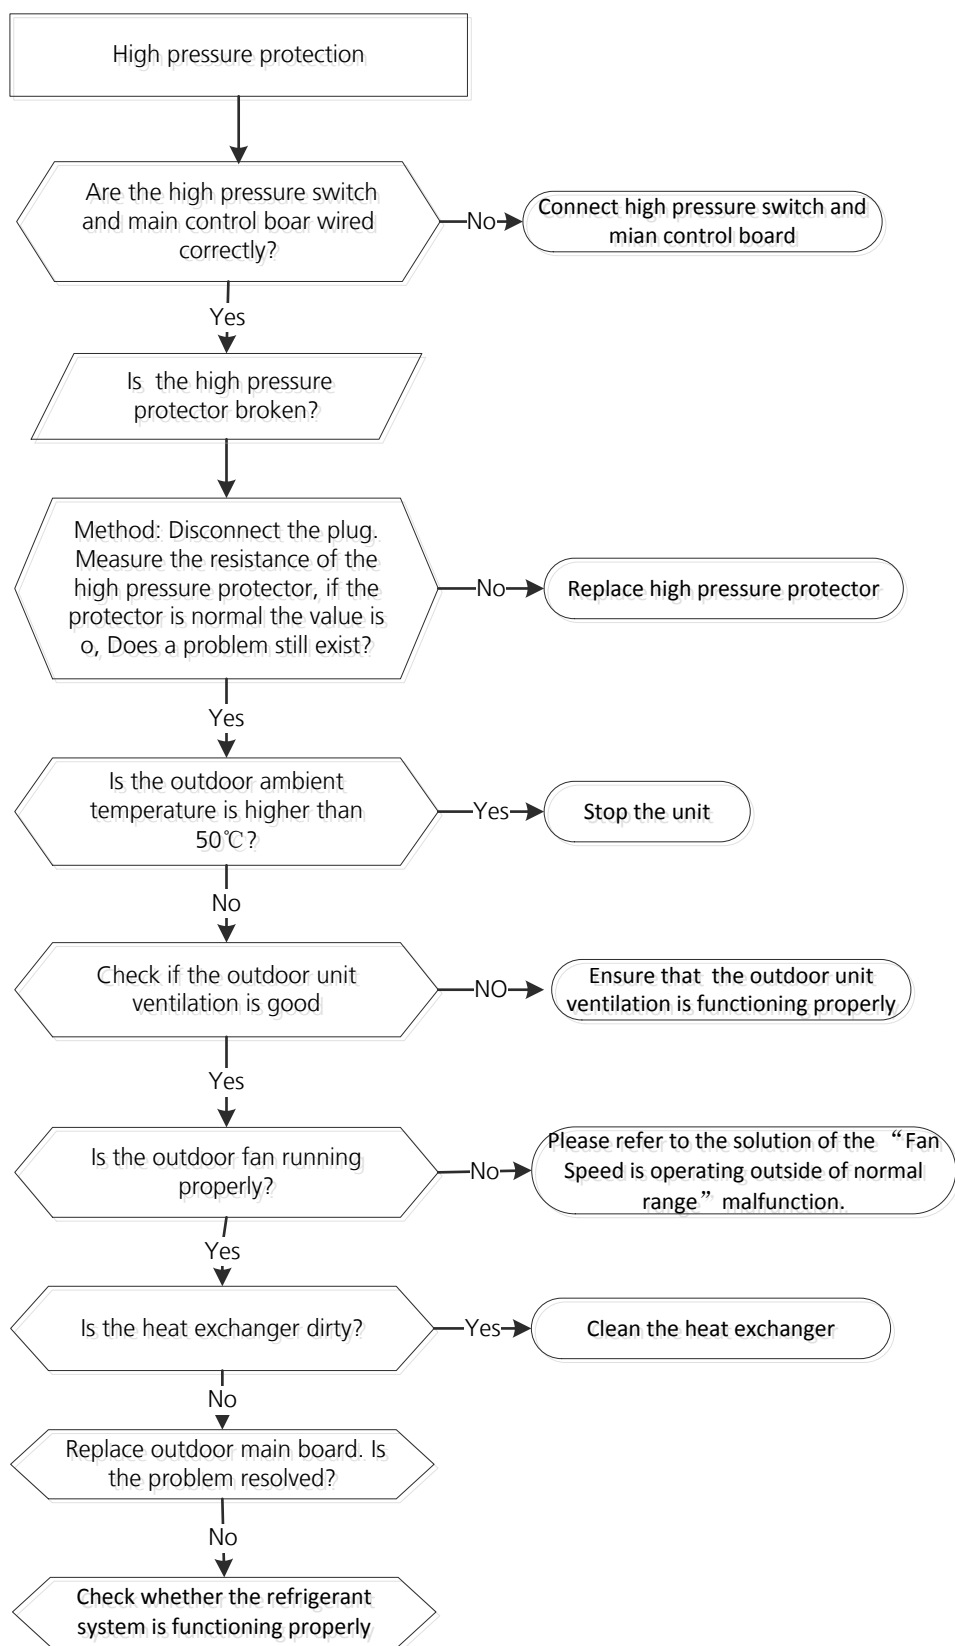 High pressure protection
Are the high pressure switch
and main control boar wired
correctly?
No
Connect high pressure switch and
mian control board
Yes
Is the high pressure
protector broken?
Method: Disconnect the plug.
Measure the resistance of the
high pressure protector, if the
protector is normal the value is
o, Does a problem still exist?
No
Replace high pressure protector
Yes
Is the outdoor ambient
temperature is higher than
50℃?
Yes
Stop the unit
No
Check if the outdoor unit
ventilation is good
NO
Ensure that the outdoor unit
ventilation is functioning properly
Yes
Is the outdoor fan running
properly?
No
Please refer to the solution of the “Fan
Speed is operating outside of normal
range” malfunction.
Yes
Is the heat exchanger dirty?
Yes
Clean the heat exchanger
No
Replace outdoor main board. Is
the problem resolved?
No
Check whether the refrigerant
system is functioning properly